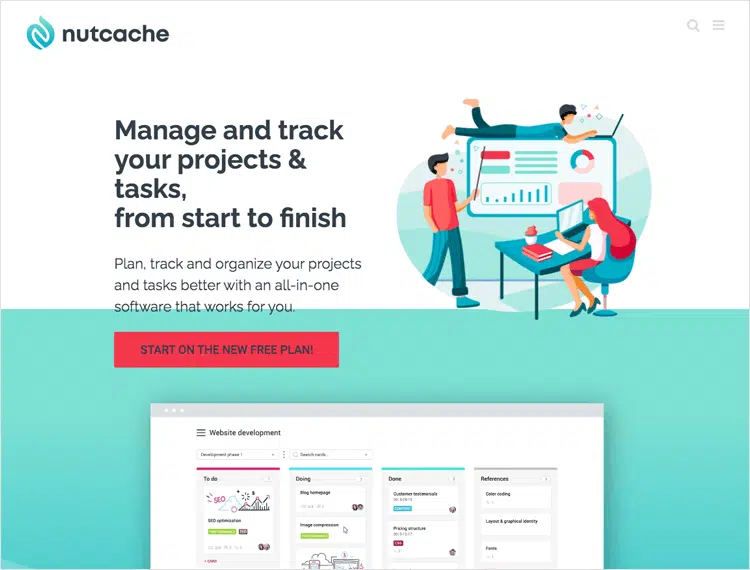 nutcache
Manage and track
your projects &
tasks,
from start to finish
Plan, track and organize your projects
and tasks better with an all-in-one
software that works for you.
START ON THE NEW FREE PLAN!
Website development
Development phase 1
Search cards...
To do
Doing
Done
References
SEO
SEO optimization
+ CARD
Blog homepage
Image compression
Customer testimonials
Pricing structure
Color coding
Layout & graphical identity
Fonts